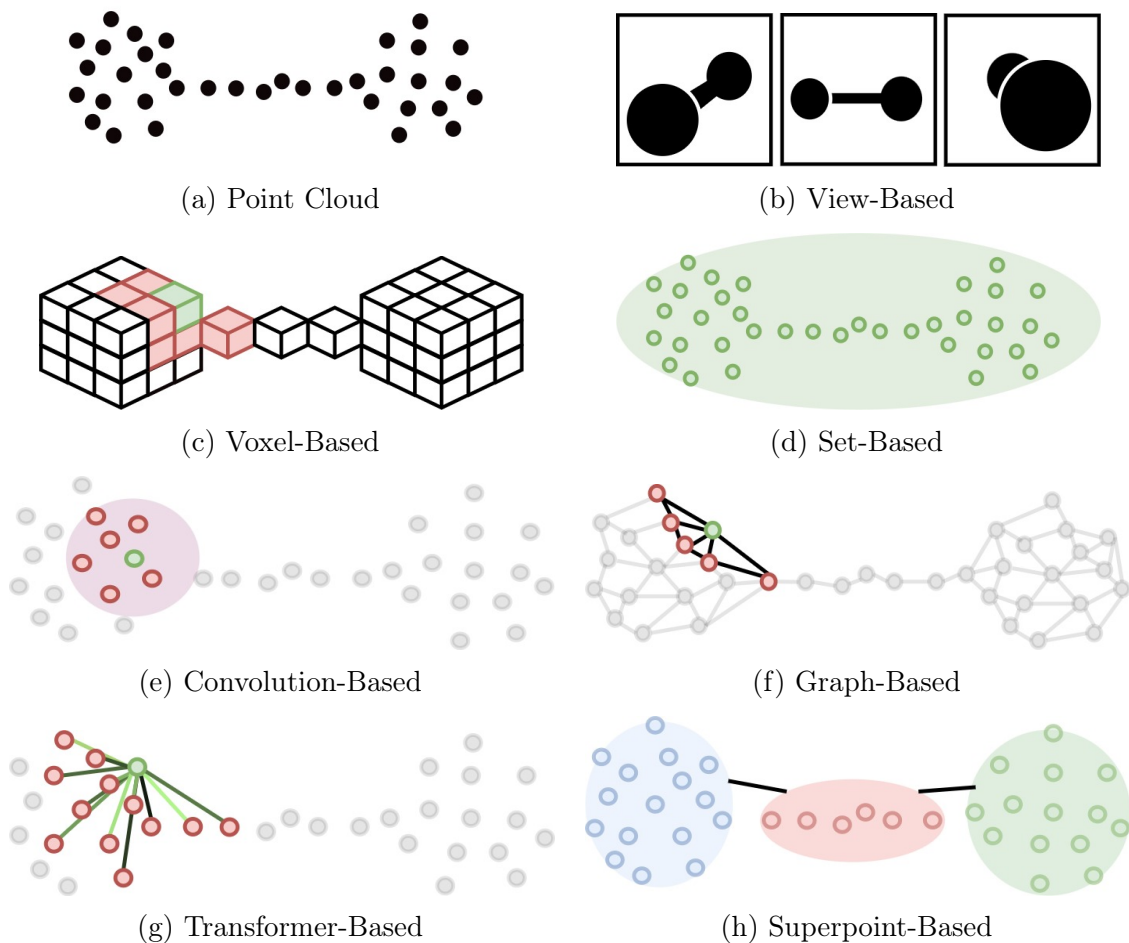 (a) Point Cloud
(b) View-Based
(c) Voxel-Based
(d) Set-Based
(e) Convolution-Based
(f) Graph-Based
(g) Transformer-Based
(h) Superpoint-Based